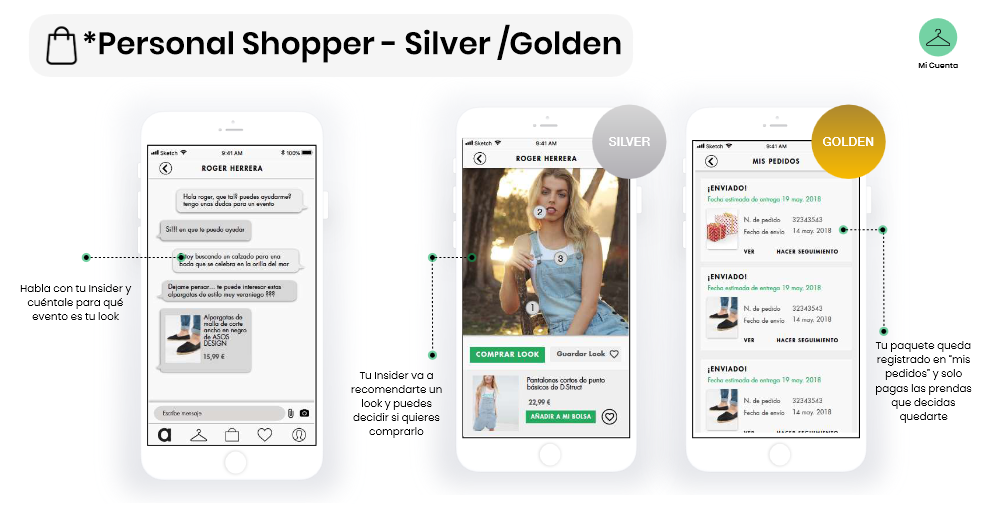 *Personal Shopper - Silver /Golden
Mi Cuenta
Sketch
9:41 AM
100%
ROGER HERRERA
Hola roger, que tal? puedes ayudarme?
tengo unas dudas para un evento
Si!!! en que te puedo ayudar
Estoy buscando un calzado para una
boda que se celebra en la orilla del mar
Dejame pensar... te puede interesar estas
alpargatas de estilo muy veraniego ???
Alpargatas de
malla de corte
ancho en negro
de ASOS
DESIGN
15,99 €
Escribe mensaje
a
Habla con tu Insider y
cuéntale para qué
evento es tu look
SILVER
Sketch
9:41 AM
ROGER HERRERA
2
3
1
COMPRAR LOOK
Guardar Look
Pantalones cortos de punto
básicos de D-Struct
22,99 €
AÑADIR A MI BOLSA
Tu Insider va a
recomendarte un
look y puedes
decidir si quieres
comprarlo
GOLDEN
Sketch
9:41 AM
MIS PEDIDOS
¡ENVIADO!
Fecha estimada de entrega 19 may. 2018
N. de pedido 32343543
Fecha de envío 14 may. 2018
VER HACER SEGUIMIENTO
¡ENVIADO!
Fecha estimada de entrega 19 may. 2018
N. de pedido 32343543
Fecha de envío 14 may. 2018
VER HACER SEGUIMIENTO
¡ENVIADO!
Fecha estimada de entrega 19 may. 2018
N. de pedido 32343543
Fecha de envío 14 may. 2018
VER HACER SEGUIMIENTO
Tu paquete queda
registrado en "mis
pedidos" y solo
pagas las prendas
que decidas
quedarte